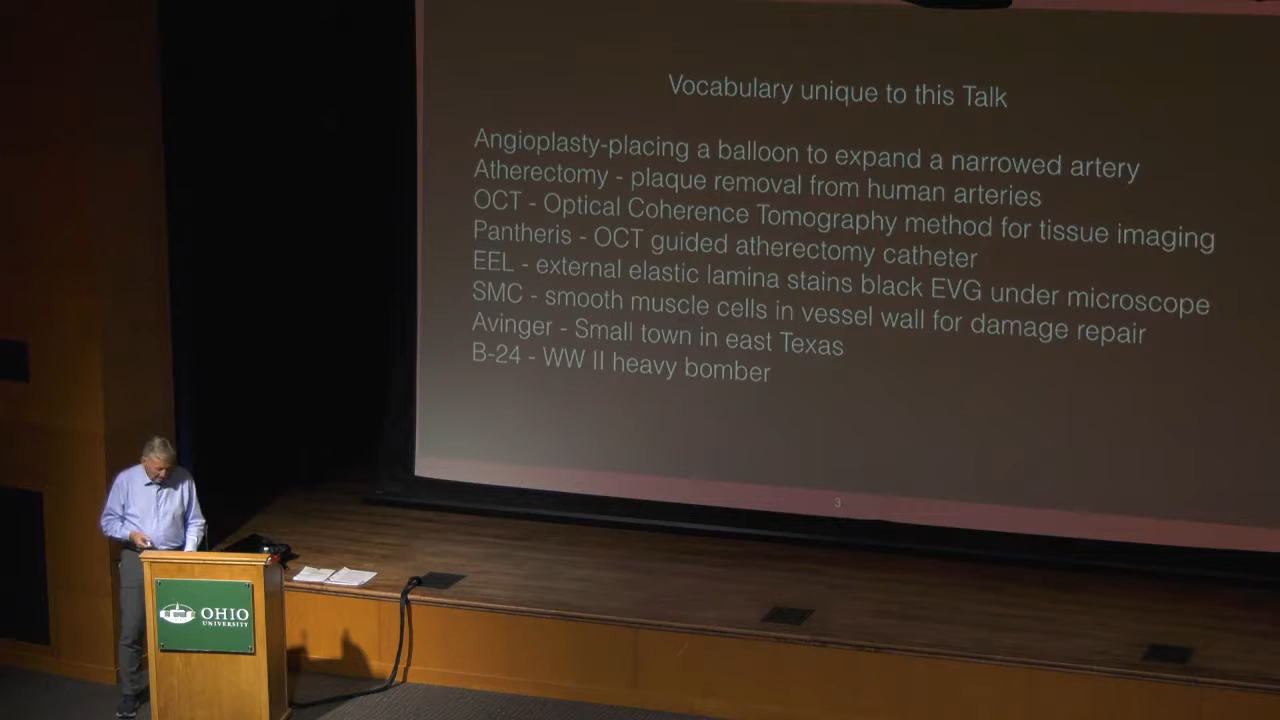 Vocabulary unique to this Talk
Angioplasty-placing a balloon to expand a narrowed artery
Atherectomy - plaque removal from human arteries
OCT - Optical Coherence Tomography method for tissue imaging
Pantheris - OCT guided atherectomy catheter
EEL - external elastic lamina stains black EVG under microscope
SMC - smooth muscle cells in vessel wall for damage repair
Avinger - Small town in east Texas
B-24 - WW II heavy bomber
3
OHIO
UNIVERSITY